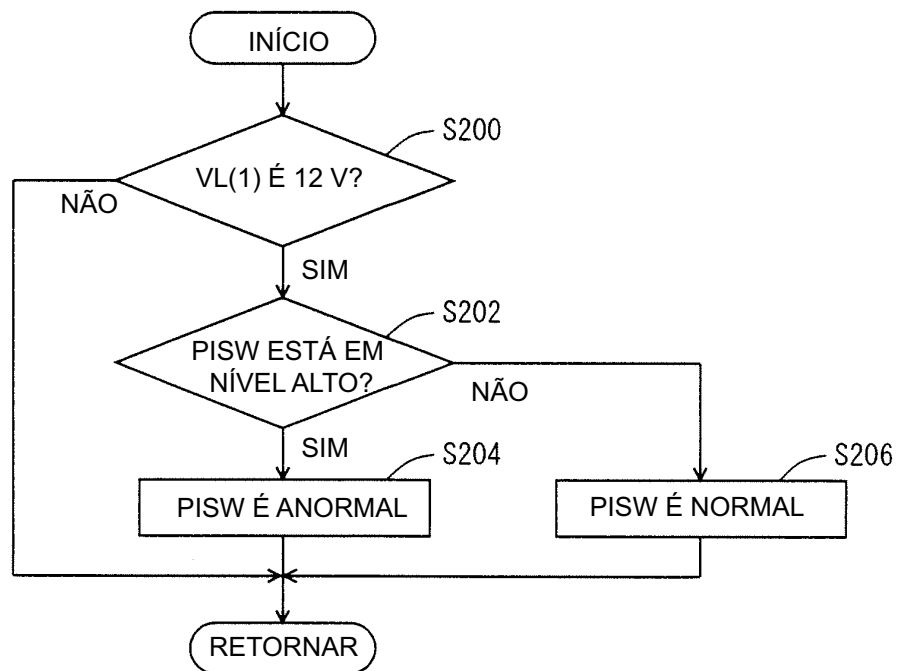 INÍCIO
S200
VL(1) É 12 V?
NÃO
SIM
S202
PISW ESTÁ EM
NÍVEL ALTO?
NÃO
SIM
S204
S206
PISW É ANORMAL
PISW É NORMAL
RETORNAR